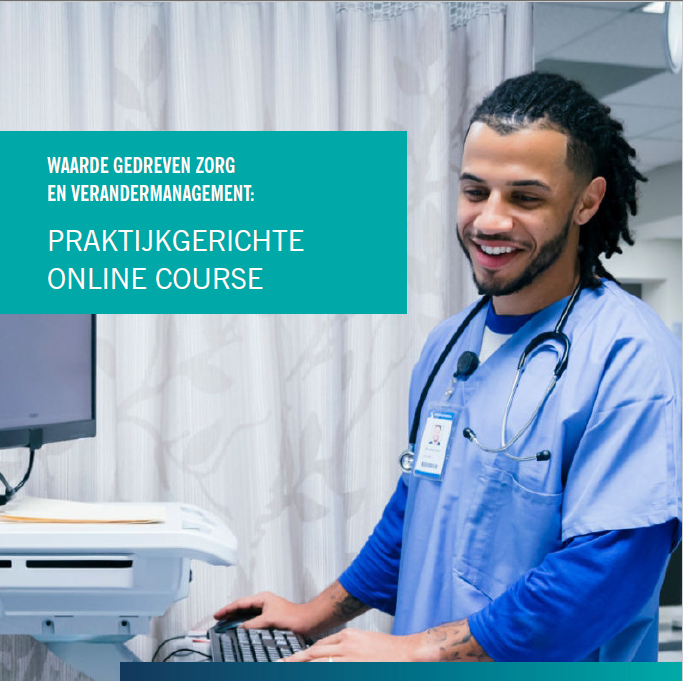 WAARDE GEDREVEN ZORG
EN VERANDERMANAGEMENT:
PRAKTIJKGERICHTE
ONLINE COURSE